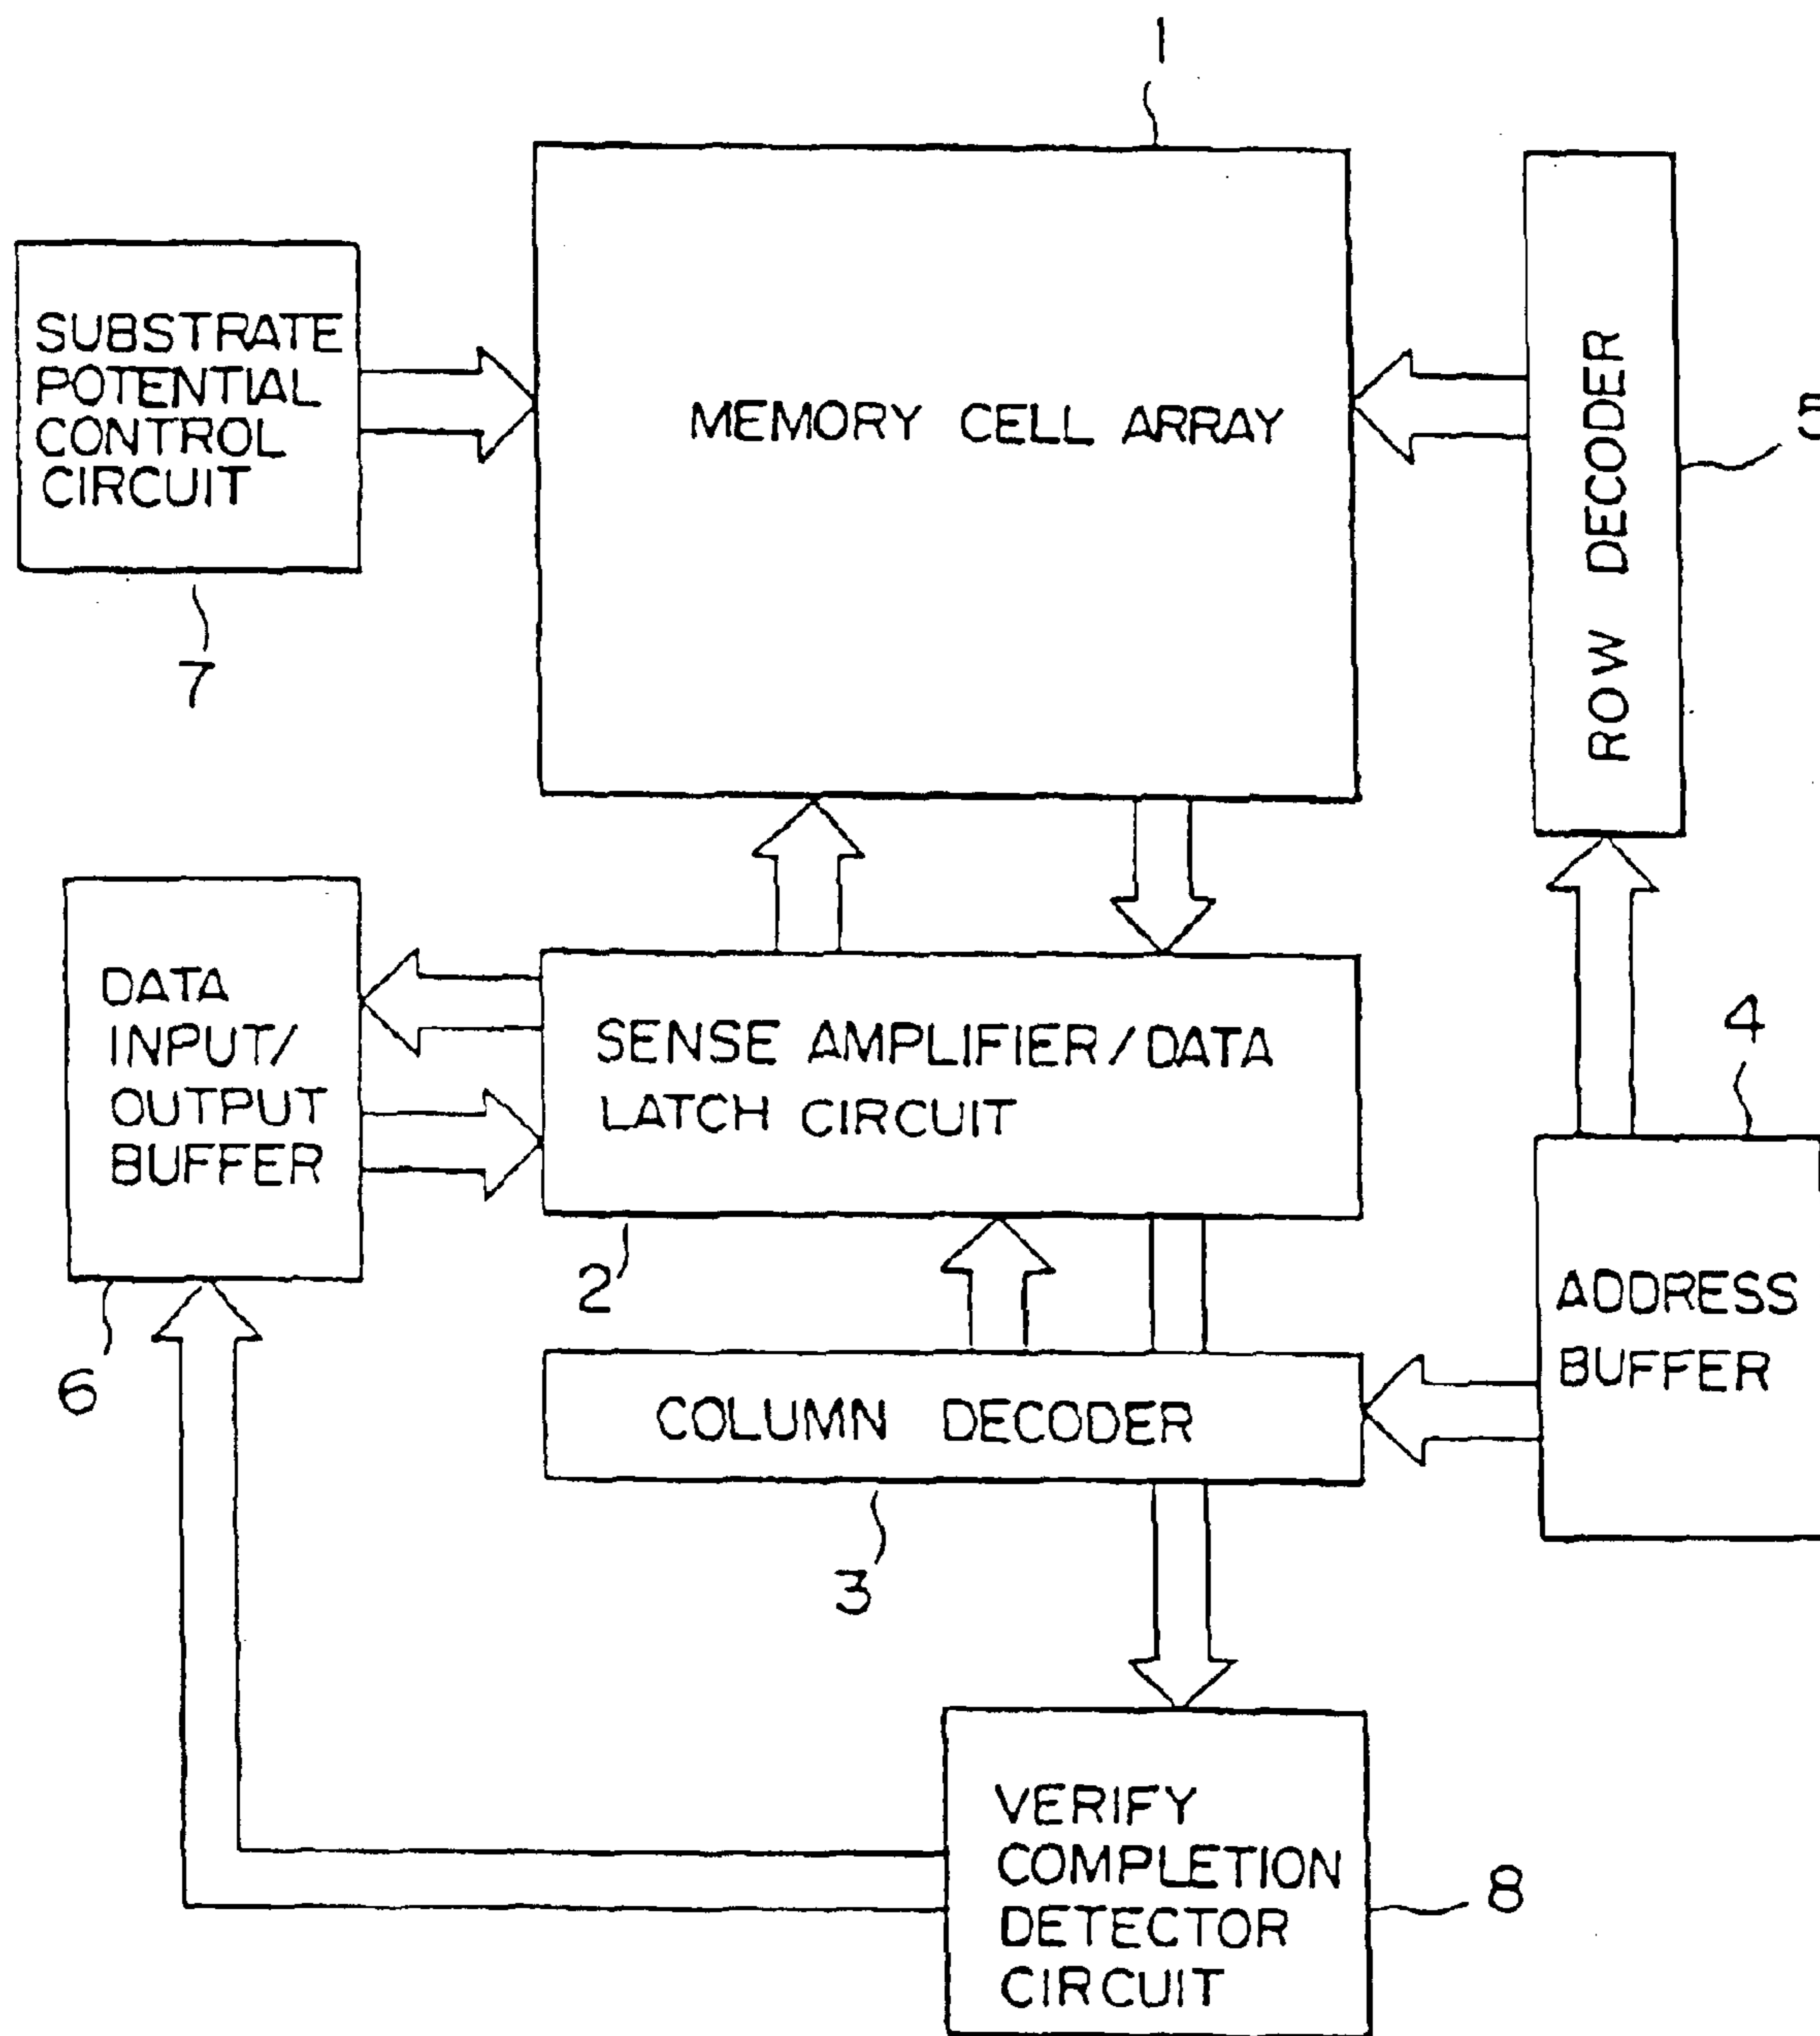 1
SUBSTRATE
POTENTIAL
CONTROL
CIRCUIT
7
MEMORY CELL ARRAY
ROW DECODER
5
DATA
INPUT/
OUTPUT
BUFFER
6
SENSE AMPLIFIER/DATA
LATCH CIRCUIT
2
4
ADDRESS
BUFFER
COLUMN DECODER
3
VERIFY
COMPLETION
DETECTOR
CIRCUIT
8